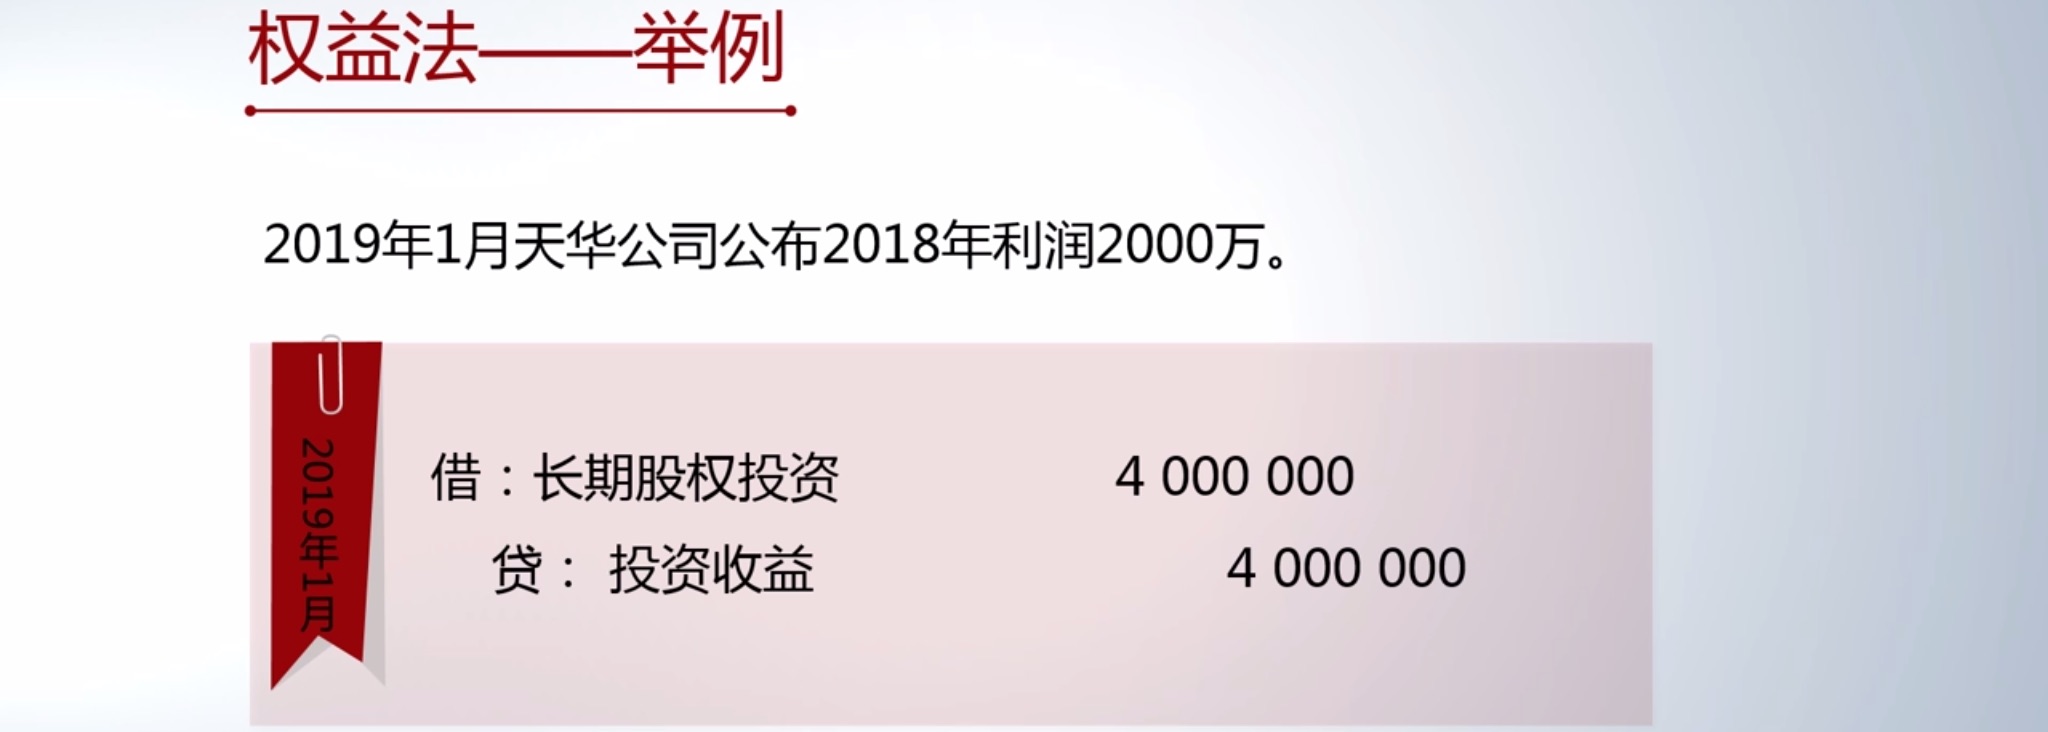 权益法——举例
2019年1月天华公司公布2018年利润2000万。
2019年1月
借：长期股权投资 4 000 000
贷： 投资收益 4 000 000